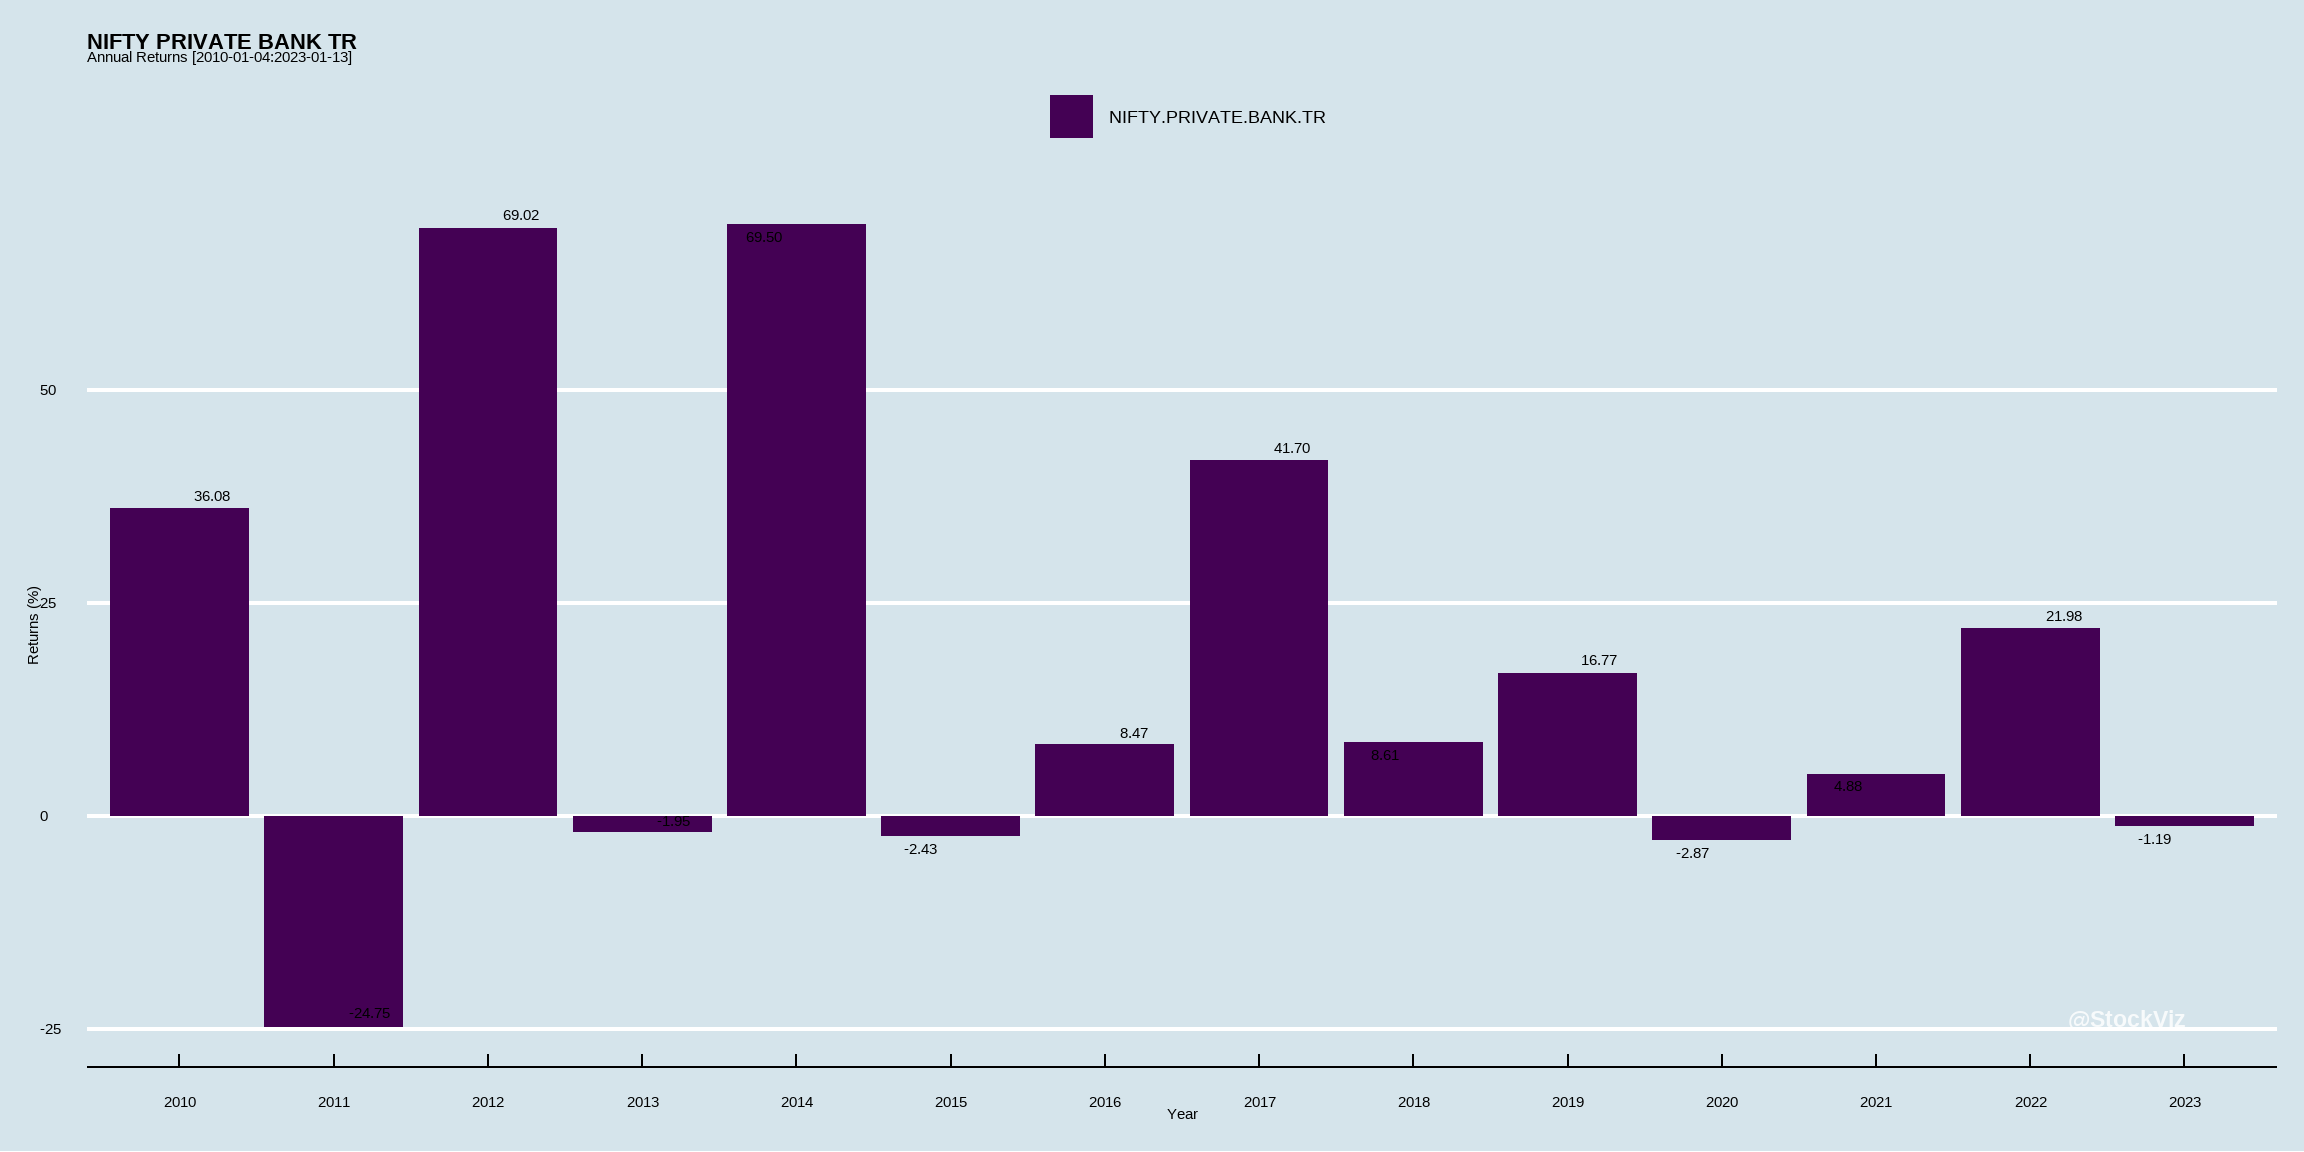 NIFTY PRIVATE BANK TR
Annual Returns [2010-01-04:2023-01-13]
NIFTY.PRIVATE.BANK.TR
69.02
69.50
50
41.70
36.08
Returns (%)
25
21.98
16.77
8.47
8.61
4.88
0
-1.95
-2.43
-2.87
-1.19
-24.75
-25
@StockViz
2010 2011 2012 2013 2014 2015 2016 2017 2018 2019 2020 2021 2022 2023
Year